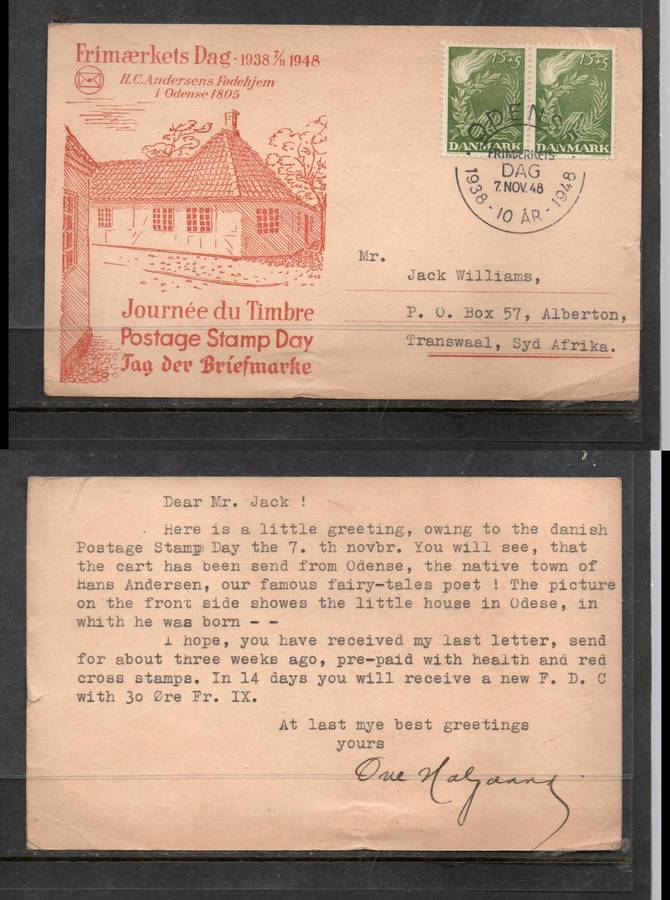 Frimærkets Dag · 1938 7/11 1948
H.C. Andersens Fødehjem
i Odense 1805
15+5 15+5
DANMARK DANMARK
ODENSE
FRIMÆRKETS
DAG
7. NOV. 48
1938 - 10 ÅR - 1948
Mr.
Jack Williams,
P. O. Box 57, Alberton,
Transwaal, Syd Afrika.
Journée du Timbre
Postage Stamp Day
Tag der Briefmarke
Dear Mr. Jack !
Here is a little greeting, owing to the danish
Postage Stamp Day the 7. th novbr. You will see, that
the cart has been send from Odense, the native town of
Hans Andersen, our famous fairy-tales poet ! The picture
on the front side showes the little house in Odese, in
which he was born - -
I hope, you have received my last letter, send
for about three weeks ago, pre-paid with health and red
cross stamps. In 14 days you will receive a new F. D. C
with 3o Øre Fr. IX.
At last mye best greetings
yours
Ove